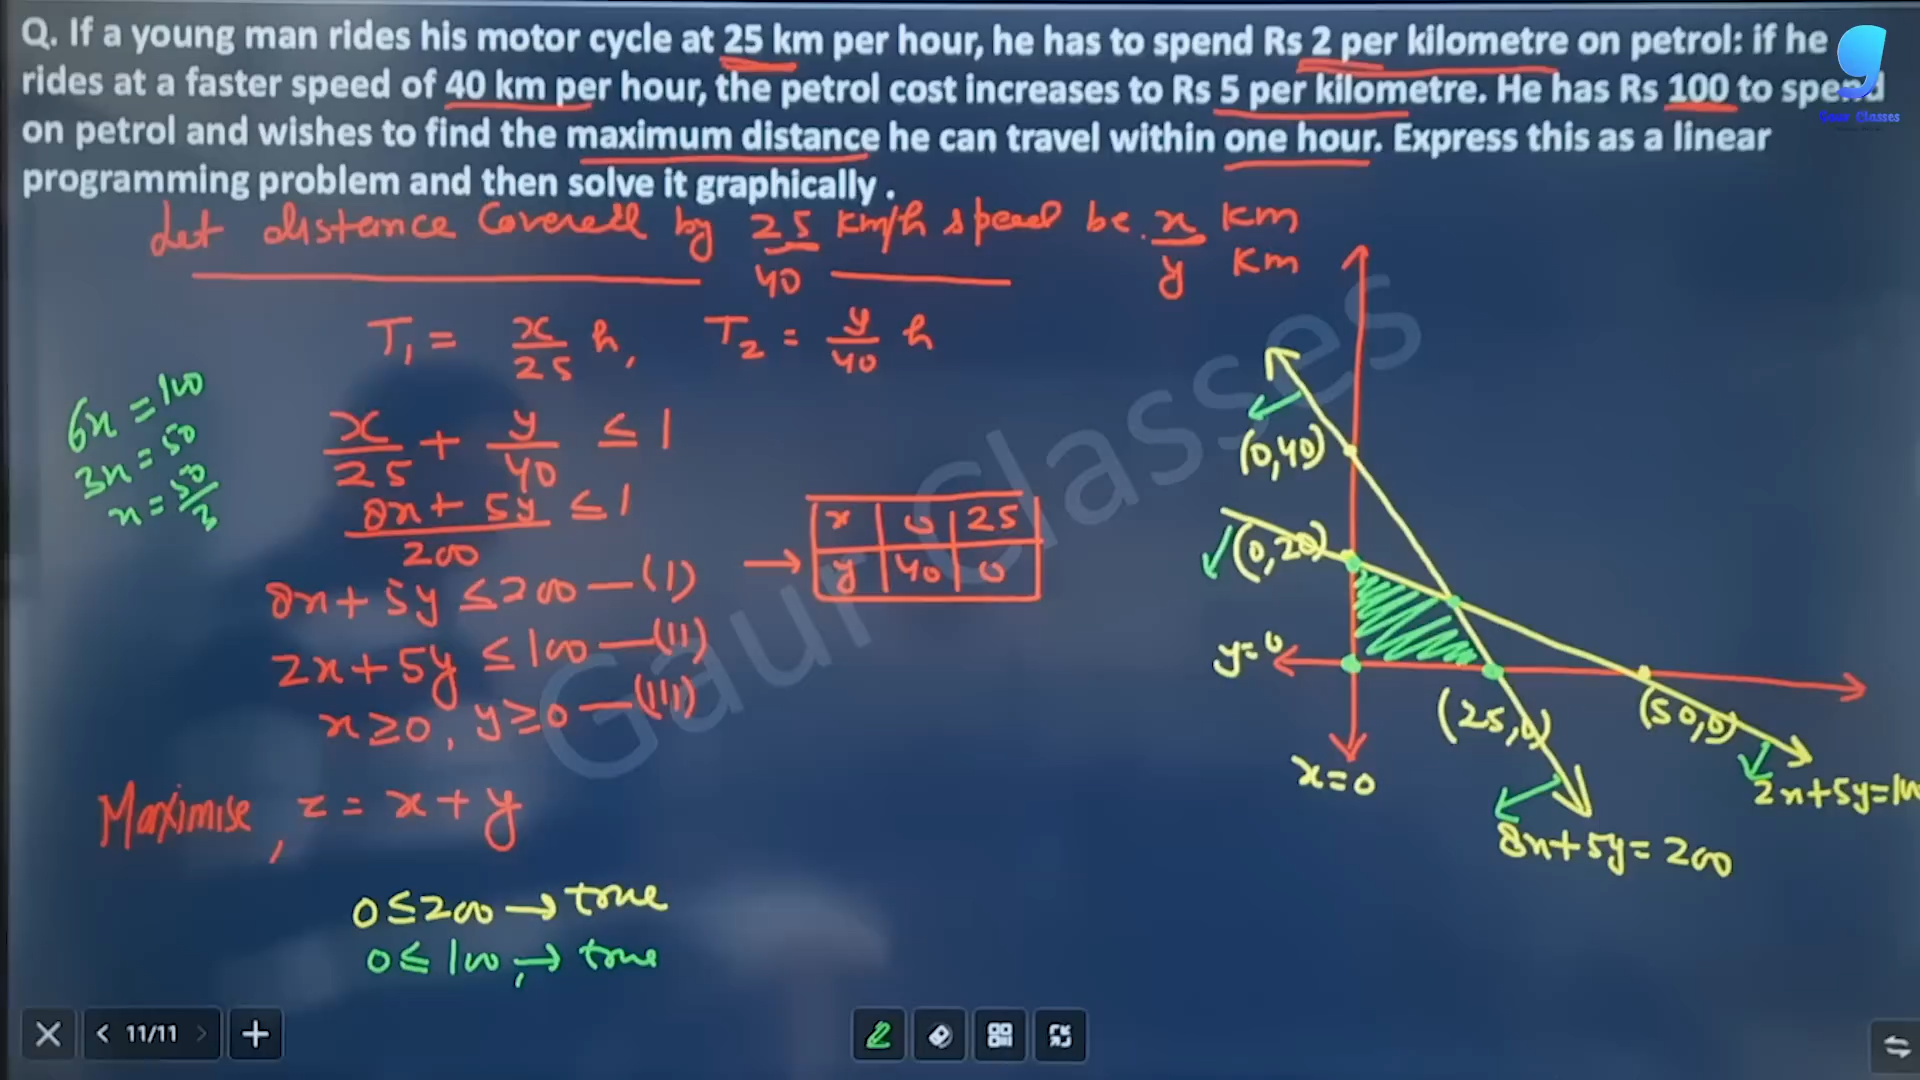 Q. If a young man rides his motor cycle at 25 km per hour, he has to spend Rs 2 per kilometre on petrol: if he
rides at a faster speed of 40 km per hour, the petrol cost increases to Rs 5 per kilometre. He has Rs 100 to spend
on petrol and wishes to find the maximum distance he can travel within one hour. Express this as a linear
programming problem and then solve it graphically .
Gaur Classes
Let distance Covered by 25 km/h speed be x km
40 y km
T₁ = x/25 h, T₂ = y/40 h
6x = 100
3x = 50
x = 50/3
x/25 + y/40 ≤ 1
(8x + 5y)/200 ≤ 1
8x + 5y ≤ 200 — (I)
→ x | 0 | 25
y | 40 | 0
2x + 5y ≤ 100 — (II)
x ≥ 0, y ≥ 0 — (III)
Maximise, z = x + y
0 ≤ 200 → true
0 ≤ 100, → true
(0,40)
(0,20)
y=0
(25,0)
(50,0)
x=0
2x+5y=100
8x+5y=200
Gaur Classes
11/11